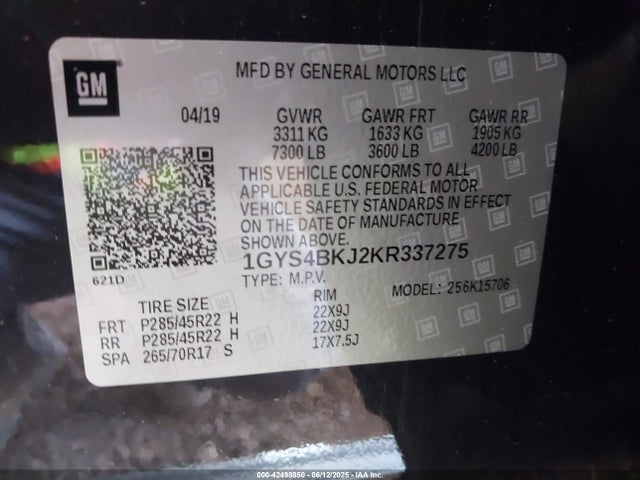 GM
MFD BY GENERAL MOTORS LLC
04/19 GVWR GAWR FRT GAWR RR
3311 KG 1633 KG 1905 KG
7300 LB 3600 LB 4200 LB
THIS VEHICLE CONFORMS TO ALL
APPLICABLE U.S. FEDERAL MOTOR
VEHICLE SAFETY STANDARDS IN EFFECT
ON THE DATE OF MANUFACTURE
SHOWN ABOVE.
1GYS4BKJ2KR337275
621D TYPE: M.P.V. MODEL: 256K15706
TIRE SIZE RIM
FRT P285/45R22 H 22X9J
RR P285/45R22 H 22X9J
SPA 265/70R17 S 17X7.5J
000-42498850 - 06/12/2025 - IAA Inc.